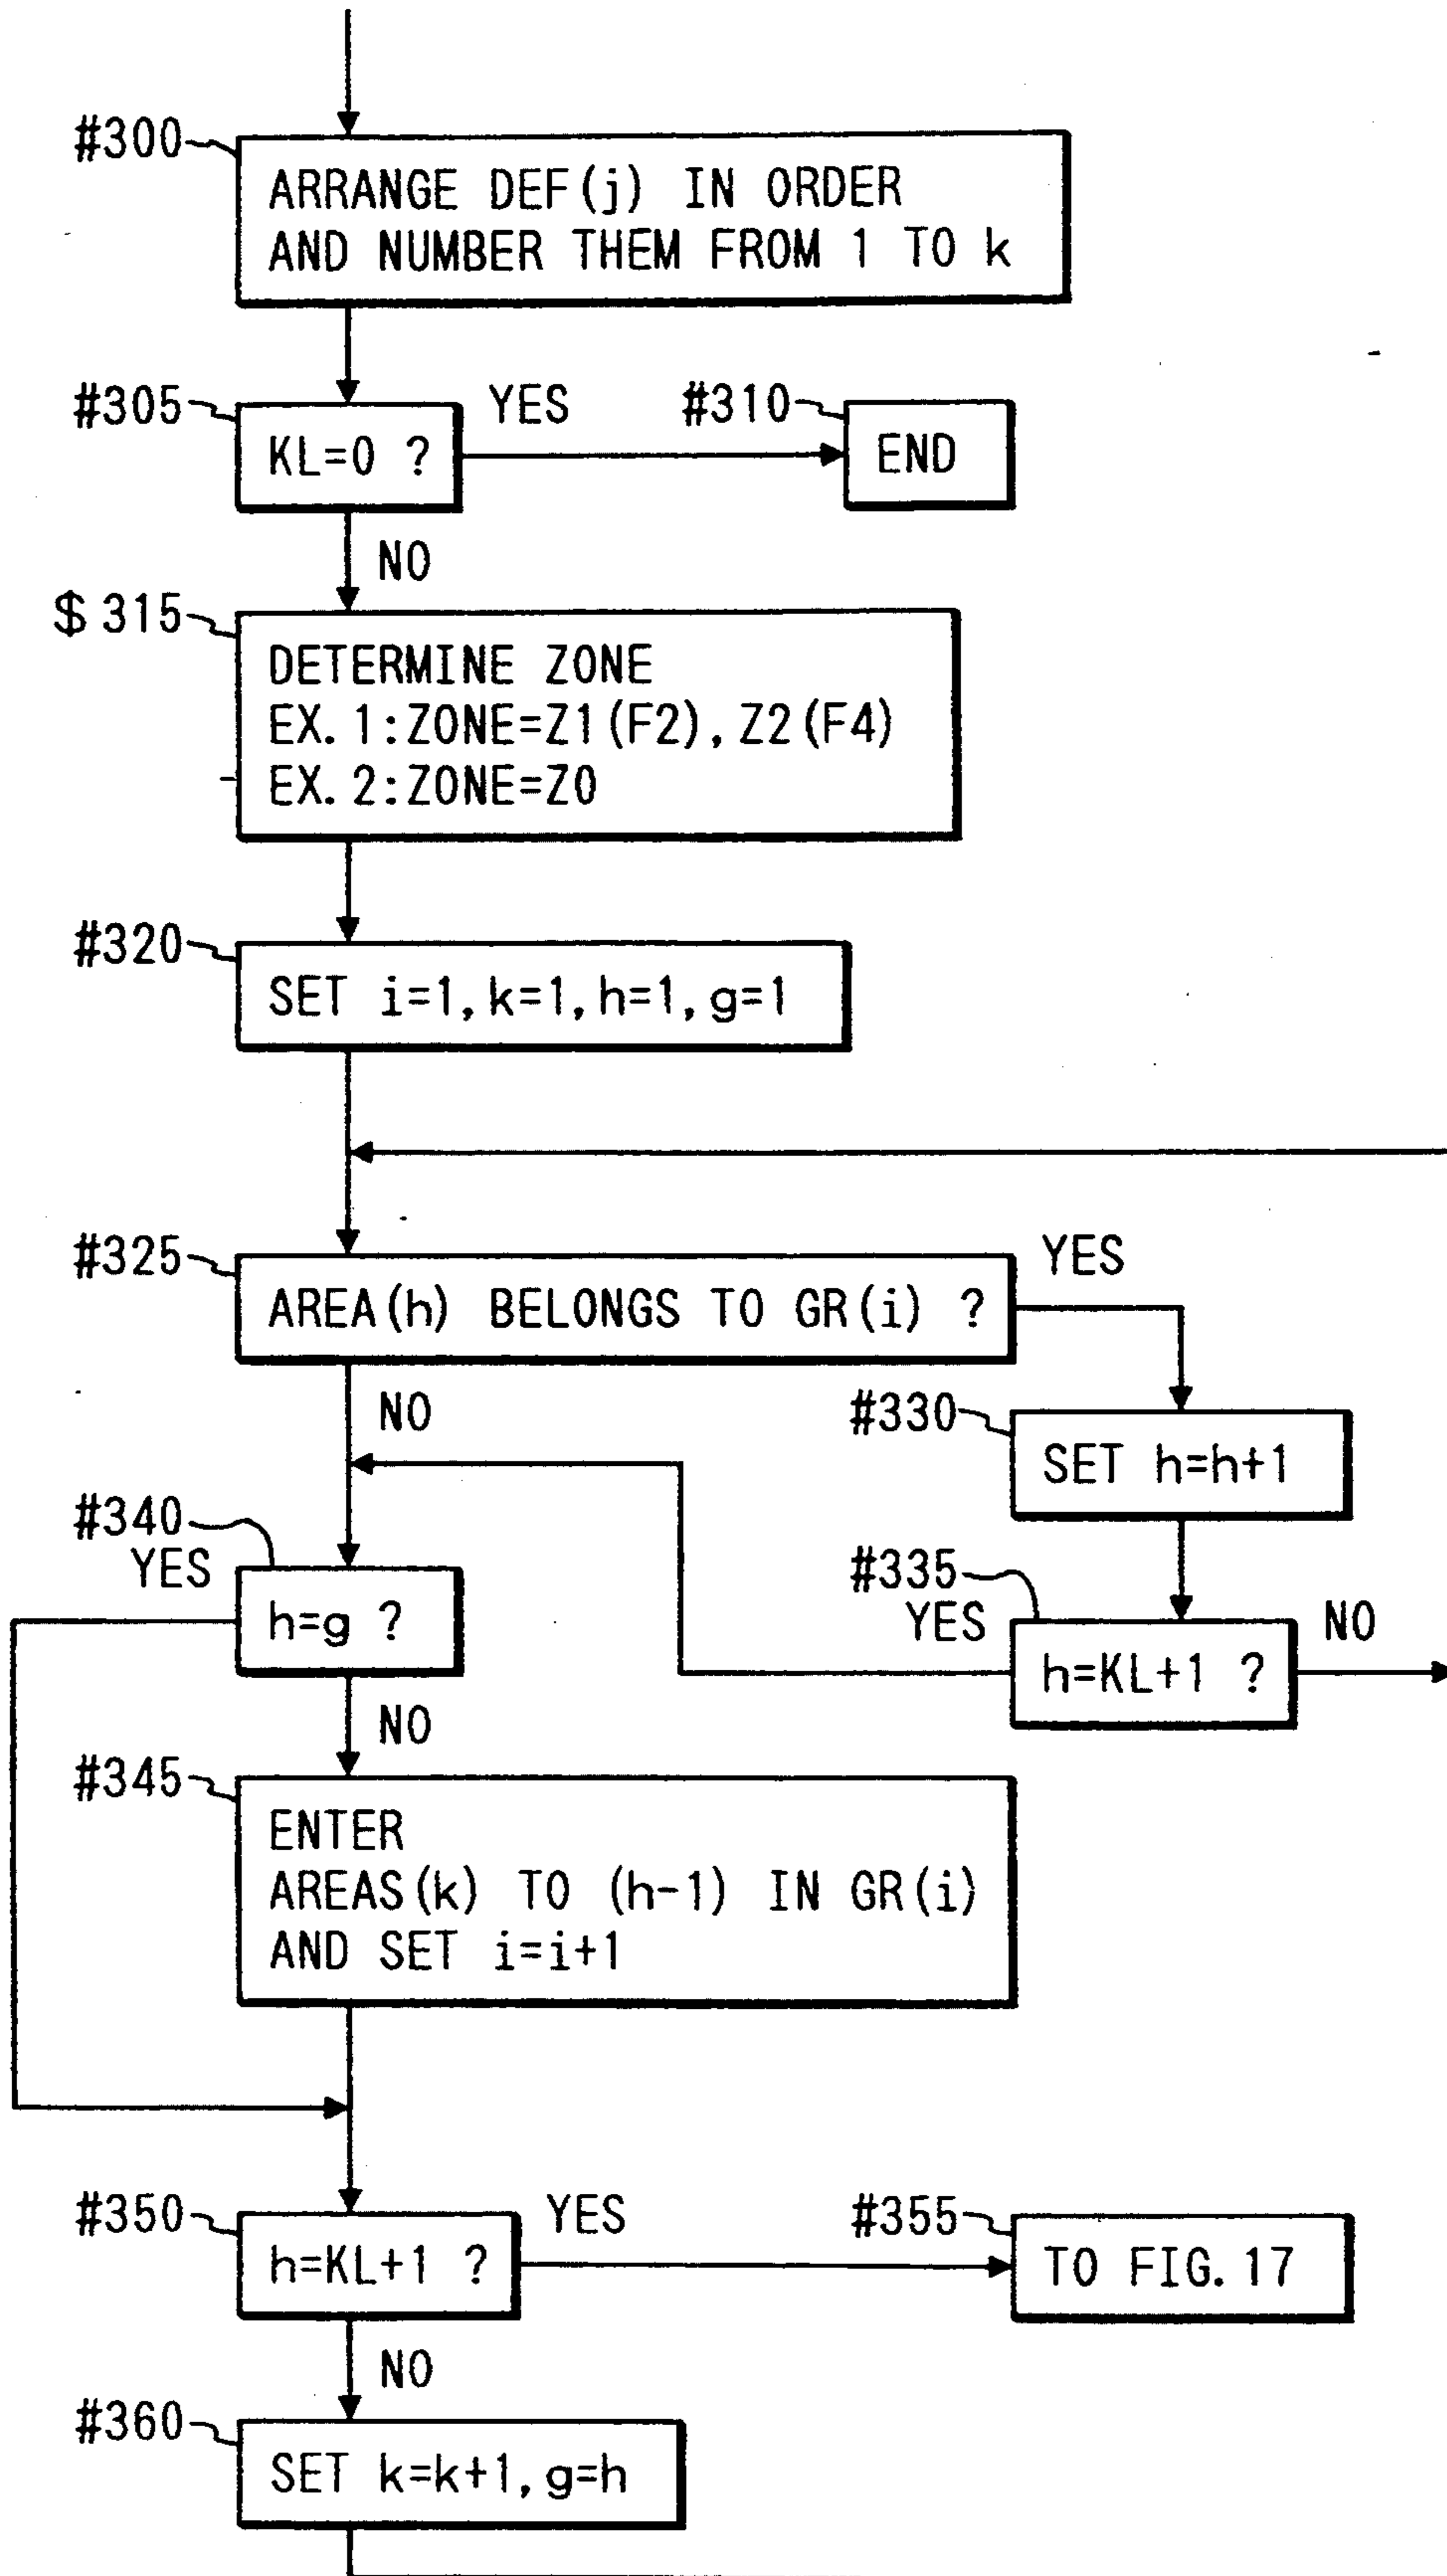 #300
ARRANGE DEF(j) IN ORDER
AND NUMBER THEM FROM 1 TO k
#305
KL=0 ?
YES
#310
END
NO
$ 315
DETERMINE ZONE
EX. 1:ZONE=Z1(F2), Z2(F4)
EX. 2:ZONE=Z0
#320
SET i=1, k=1, h=1, g=1
#325
AREA(h) BELONGS TO GR(i) ?
YES
NO
#330
SET h=h+1
#335
YES
h=KL+1 ?
NO
#340
YES
h=g ?
NO
#345
ENTER
AREAS(k) TO (h-1) IN GR(i)
AND SET i=i+1
#350
h=KL+1 ?
YES
#355
TO FIG. 17
NO
#360
SET k=k+1, g=h